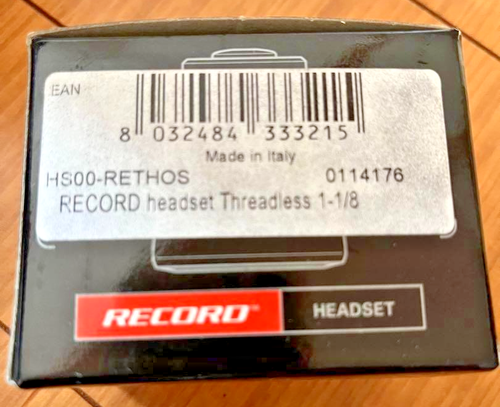 EAN
8 032484 333215
Made in Italy
HS00-RETHOS 0114176
RECORD headset Threadless 1-1/8
RECORD HEADSET